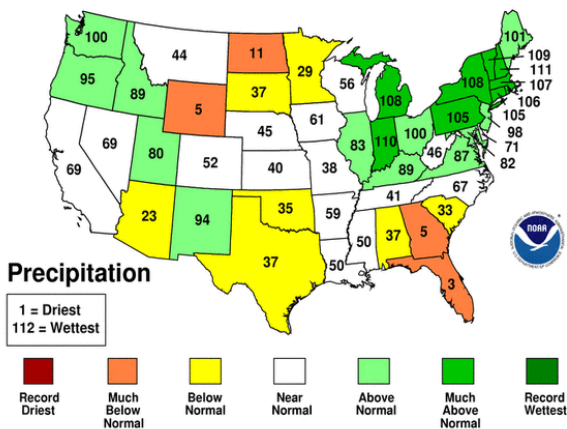 100
101
44
11
29
109
95
56
111
89
5
37
108
108
107
106
61
105
105
45
98
69
110
100
71
83
46
87
82
80
52
40
38
69
89
67
41
23
94
35
59
33
37
5
50
37
50
3
NOAA
Precipitation
1 = Driest
112 = Wettest
Record
Driest
Much
Below
Normal
Below
Normal
Near
Normal
Above
Normal
Much
Above
Normal
Record
Wettest